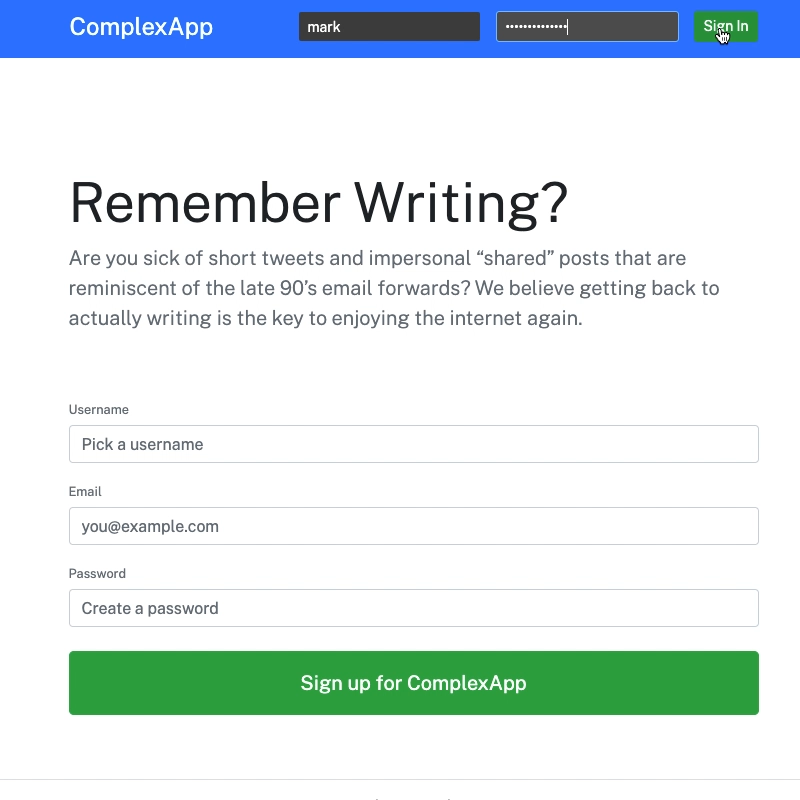 ComplexApp
mark
••••••••••••••
Sign In
Remember Writing?
Are you sick of short tweets and impersonal “shared” posts that are
reminiscent of the late 90’s email forwards? We believe getting back to
actually writing is the key to enjoying the internet again.
Username
Pick a username
Email
you@example.com
Password
Create a password
Sign up for ComplexApp